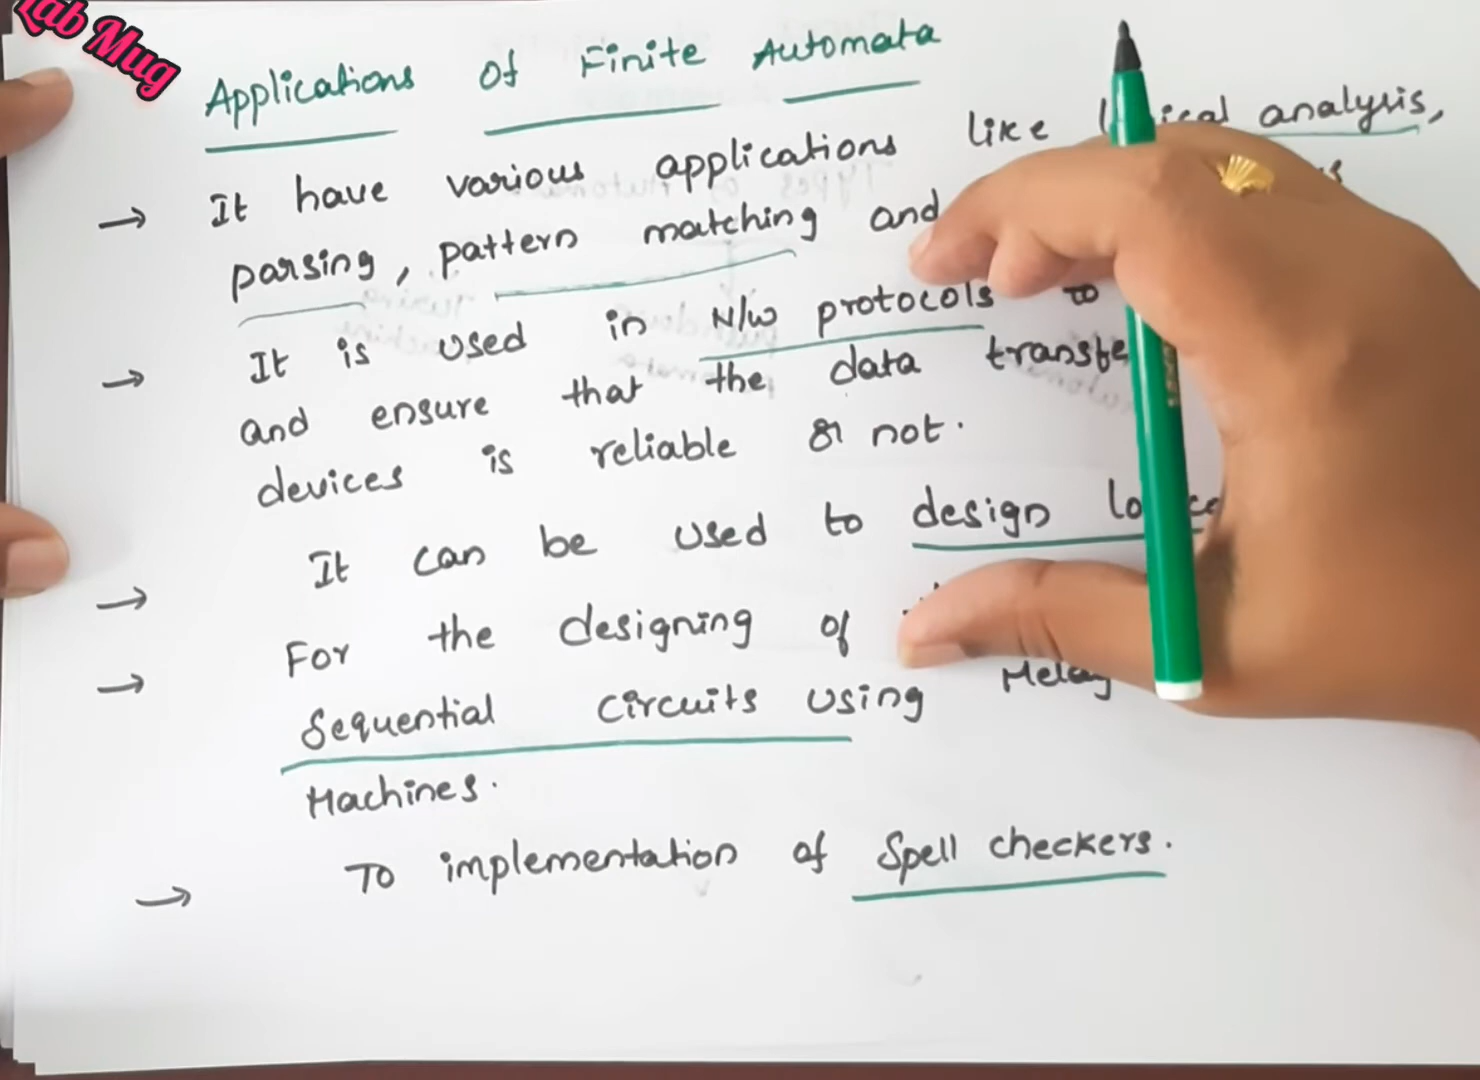 Lab Mug
Applications of Finite Automata
→ It have various applications like analysis,
parsing, pattern matching and
→ It is used in N/W protocols to
and ensure that the data
devices is reliable or not.
→ It can be used to design
→ For the designing of
Sequential circuits using Melay
Machines.
→ To implementation of Spell checkers.